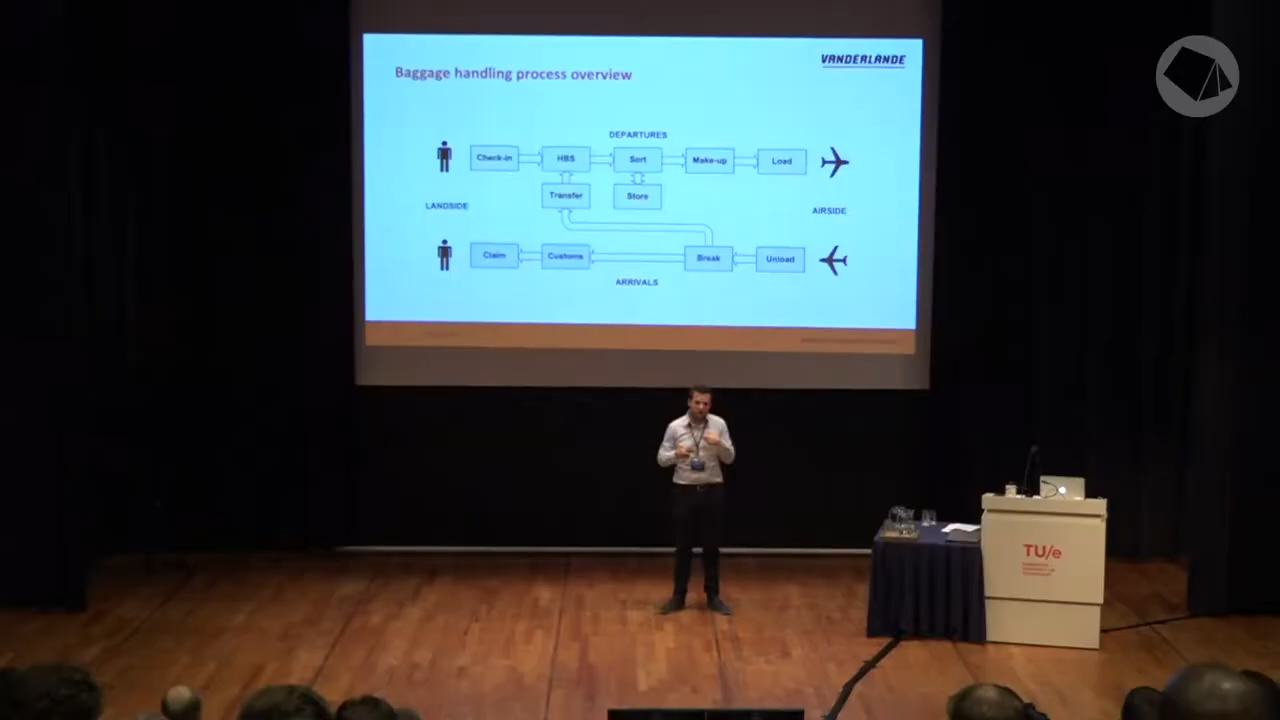 VANDERLANDE
Baggage handling process overview
DEPARTURES
Check-in
HBS
Sort
Make-up
Load
Transfer
Store
LANDSIDE
AIRSIDE
Claim
Customs
Break
Unload
ARRIVALS
TU/e